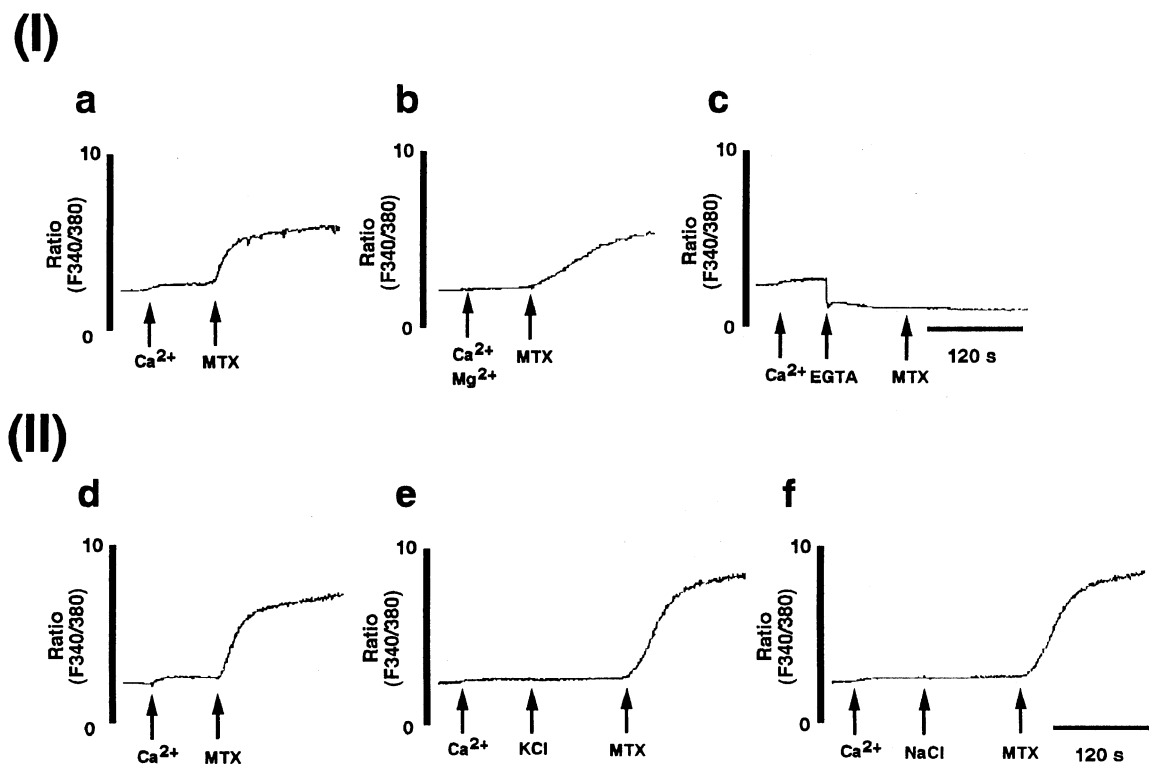 (I)
a
b
c
10
10
10
Ratio
(F340/380)
Ratio
(F340/380)
Ratio
(F340/380)
0
0
0
Ca2+
MTX
Ca2+
Mg2+
MTX
Ca2+
EGTA
MTX
120 s
(II)
d
e
f
10
10
10
Ratio
(F340/380)
Ratio
(F340/380)
Ratio
(F340/380)
0
0
0
Ca2+
MTX
Ca2+
KCl
MTX
Ca2+
NaCl
MTX
120 s